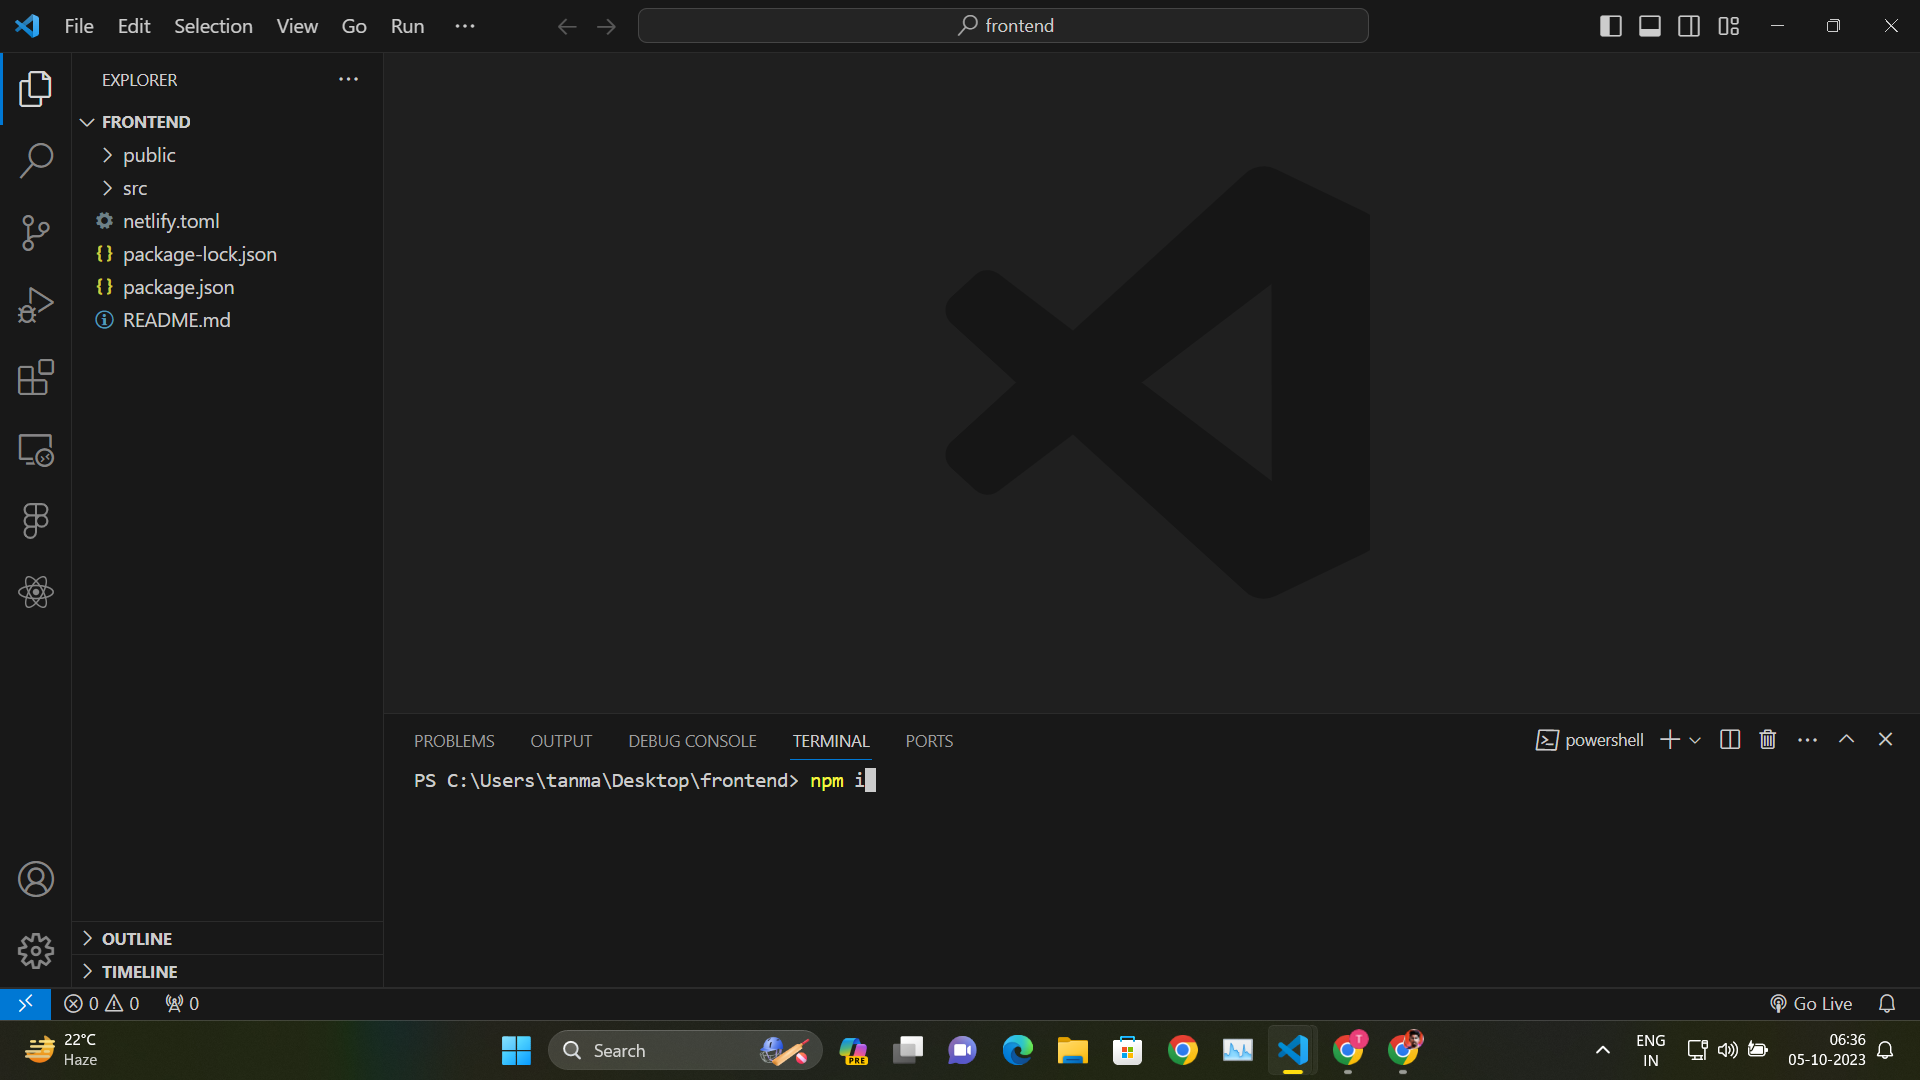 File Edit Selection View Go Run
frontend
EXPLORER
FRONTEND
public
src
netlify.toml
{} package-lock.json
{} package.json
README.md
OUTLINE
TIMELINE
PROBLEMS OUTPUT DEBUG CONSOLE TERMINAL PORTS
powershell
PS C:\Users\tanma\Desktop\frontend> npm i
0 0 0
Go Live
22°C
Haze
Search
PRE
T
ENG
IN
06:36
05-10-2023